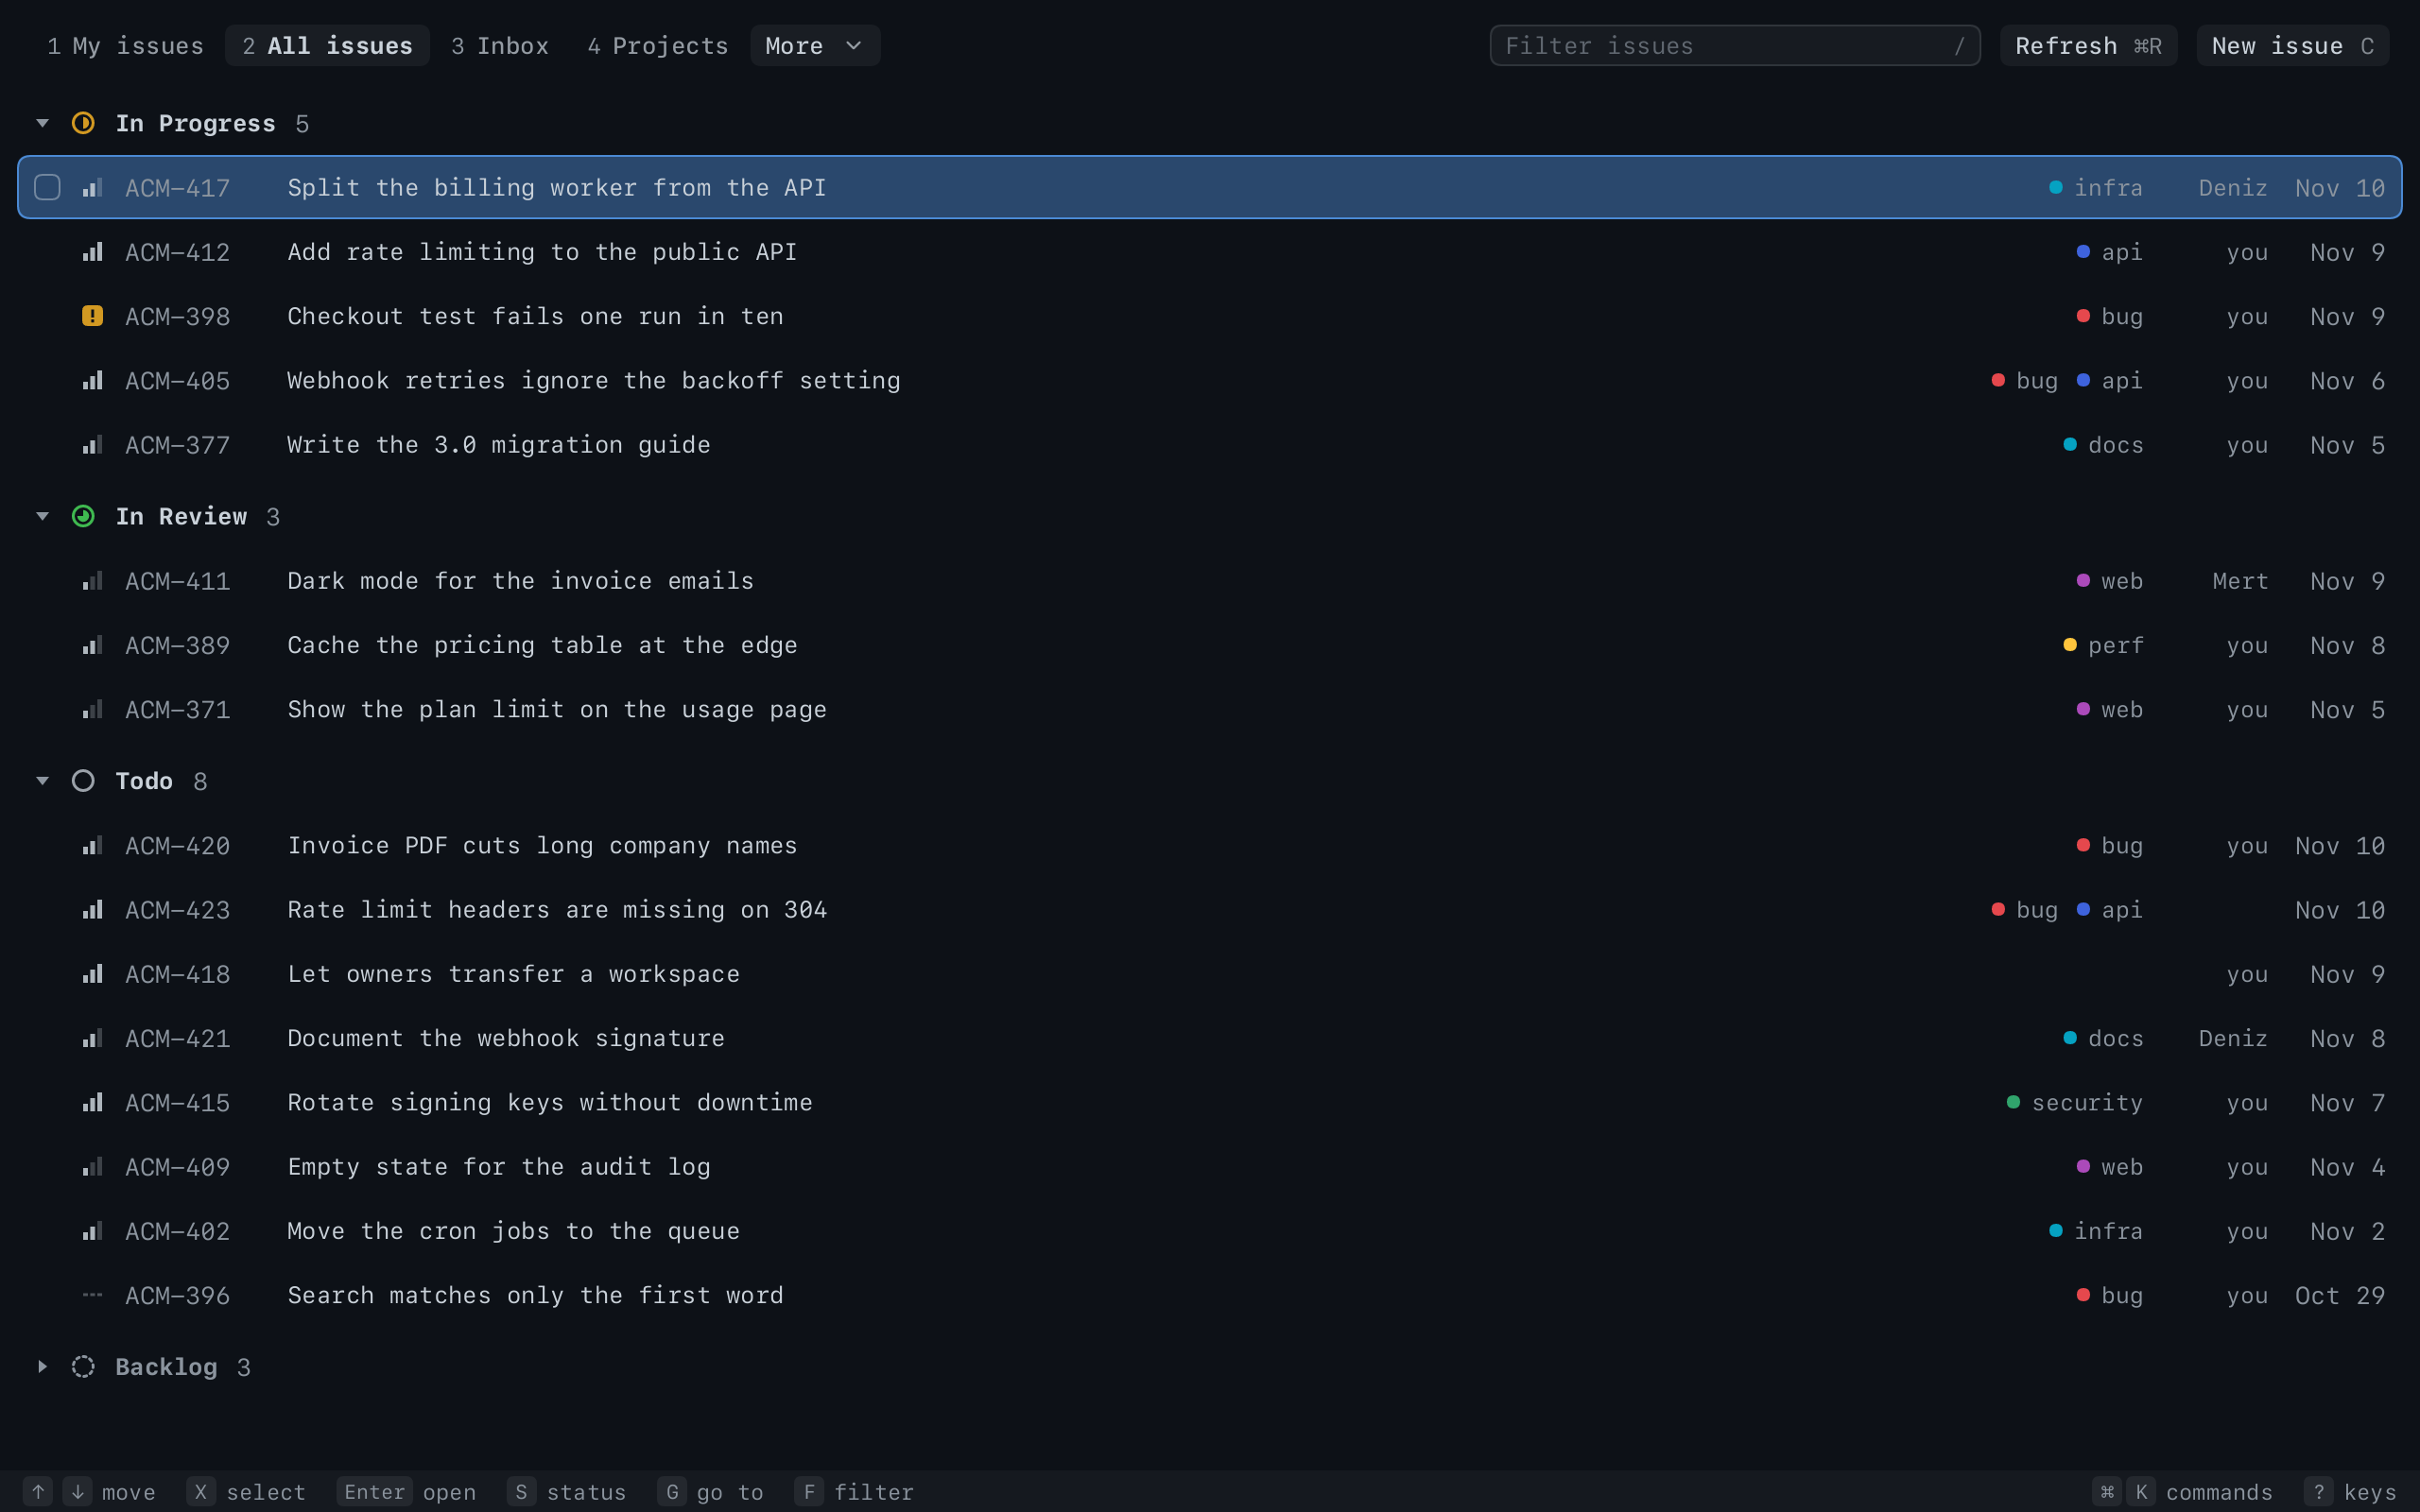 1 My issues 2 All issues 3 Inbox 4 Projects More Filter issues / Refresh ⌘R New issue C
In Progress 5
ACM-417 Split the billing worker from the API infra Deniz Nov 10
ACM-412 Add rate limiting to the public API api you Nov 9
! ACM-398 Checkout test fails one run in ten bug you Nov 9
ACM-405 Webhook retries ignore the backoff setting bug api you Nov 6
ACM-377 Write the 3.0 migration guide docs you Nov 5
In Review 3
ACM-411 Dark mode for the invoice emails web Mert Nov 9
ACM-389 Cache the pricing table at the edge perf you Nov 8
ACM-371 Show the plan limit on the usage page web you Nov 5
Todo 8
ACM-420 Invoice PDF cuts long company names bug you Nov 10
ACM-423 Rate limit headers are missing on 304 bug api Nov 10
ACM-418 Let owners transfer a workspace you Nov 9
ACM-421 Document the webhook signature docs Deniz Nov 8
ACM-415 Rotate signing keys without downtime security you Nov 7
ACM-409 Empty state for the audit log web you Nov 4
ACM-402 Move the cron jobs to the queue infra you Nov 2
ACM-396 Search matches only the first word bug you Oct 29
Backlog 3
↑ ↓ move X select Enter open S status G go to F filter ⌘ K commands ? keys